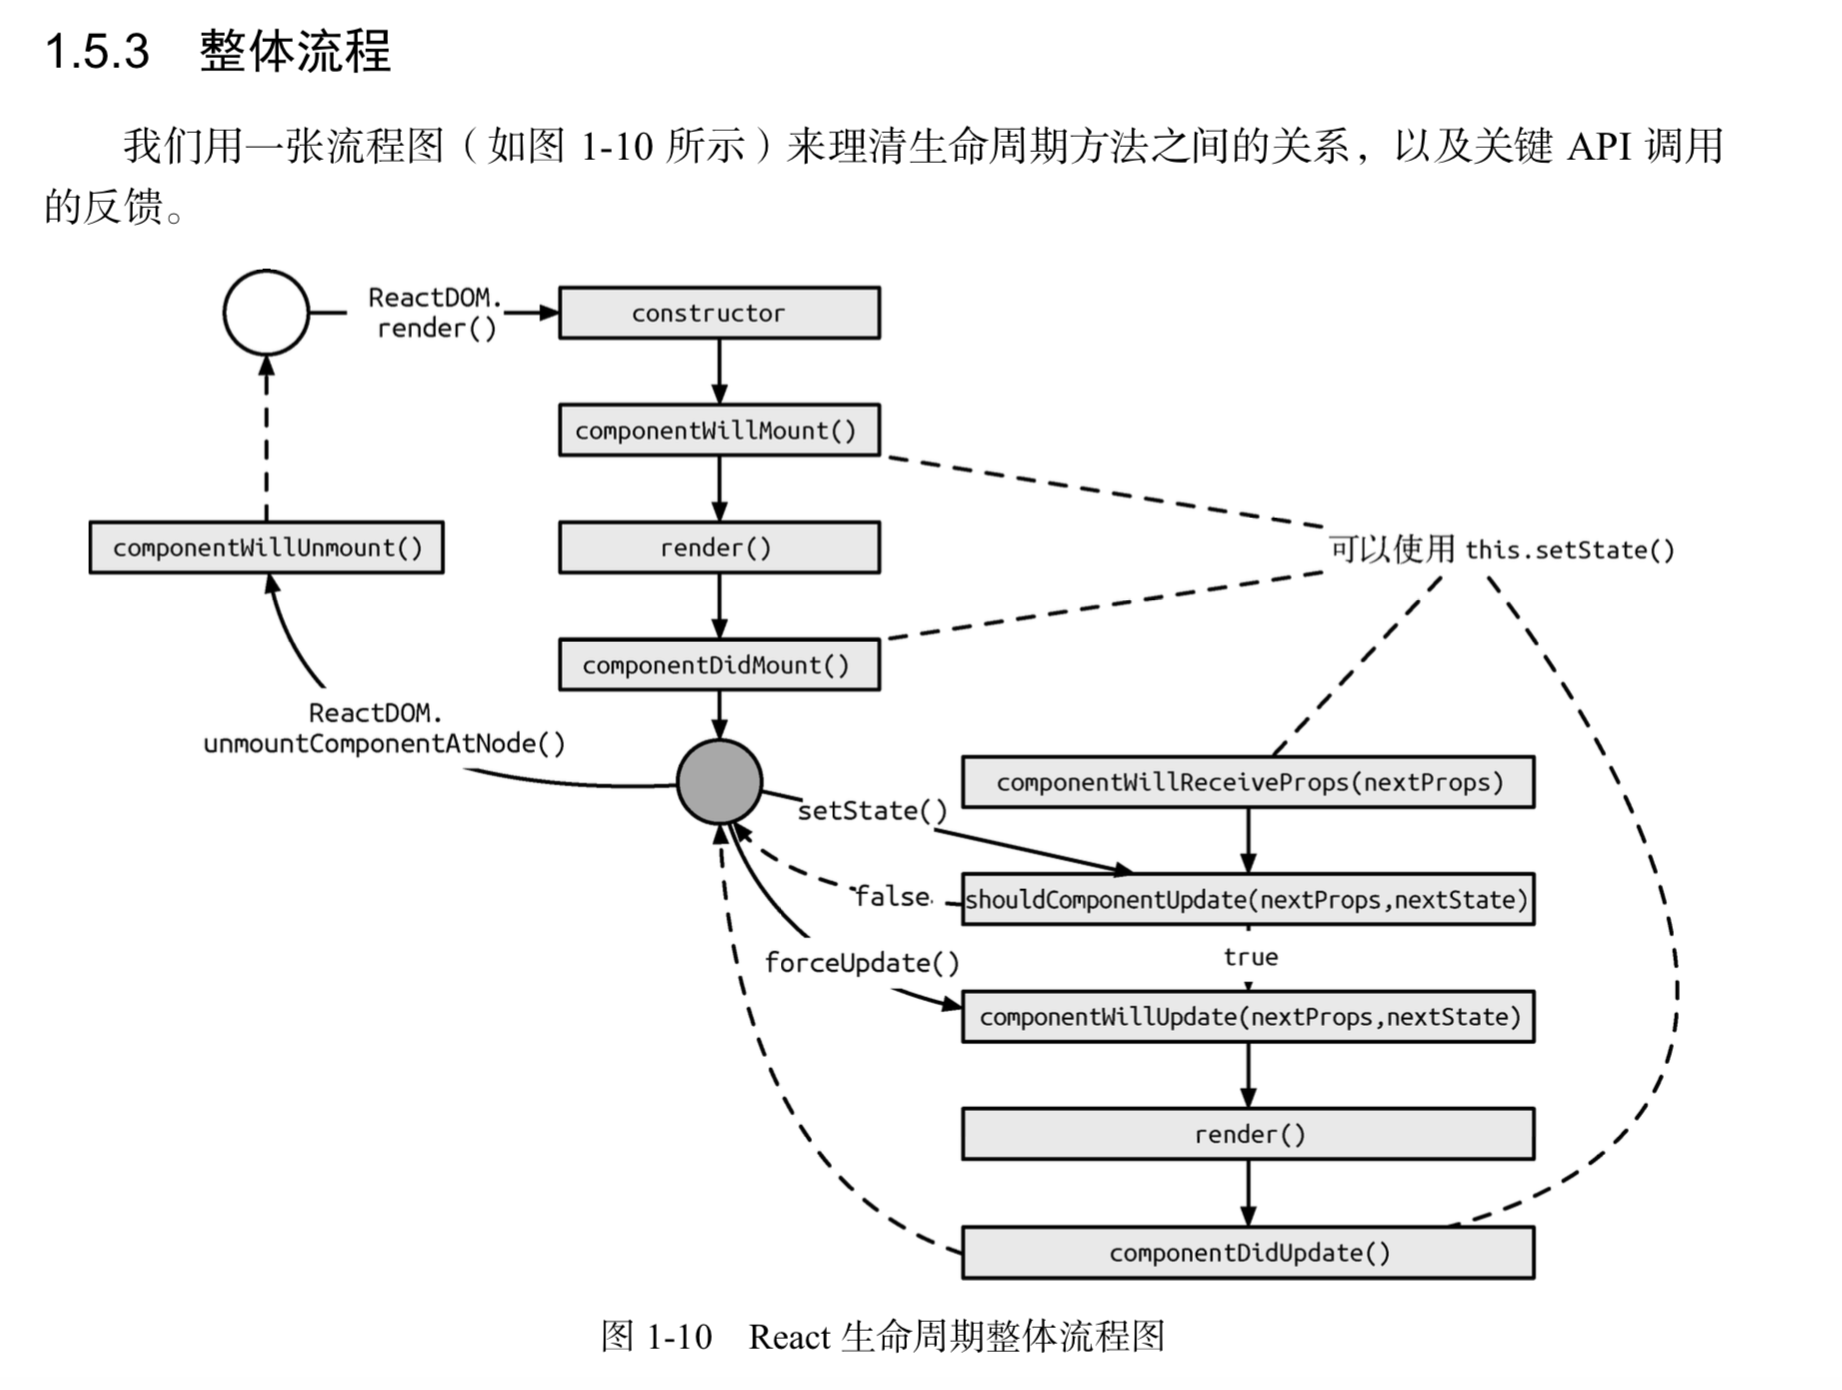 1.5.3 整体流程
我们用一张流程图（如图 1-10 所示）来理清生命周期方法之间的关系，以及关键 API 调用
的反馈。
ReactDOM.
render()
constructor
componentWillMount()
componentWillUnmount()
render()
可以使用 this.setState()
componentDidMount()
ReactDOM.
unmountComponentAtNode()
componentWillReceiveProps(nextProps)
setState()
false
shouldComponentUpdate(nextProps,nextState)
true
forceUpdate()
componentWillUpdate(nextProps,nextState)
render()
componentDidUpdate()
图 1-10 React 生命周期整体流程图